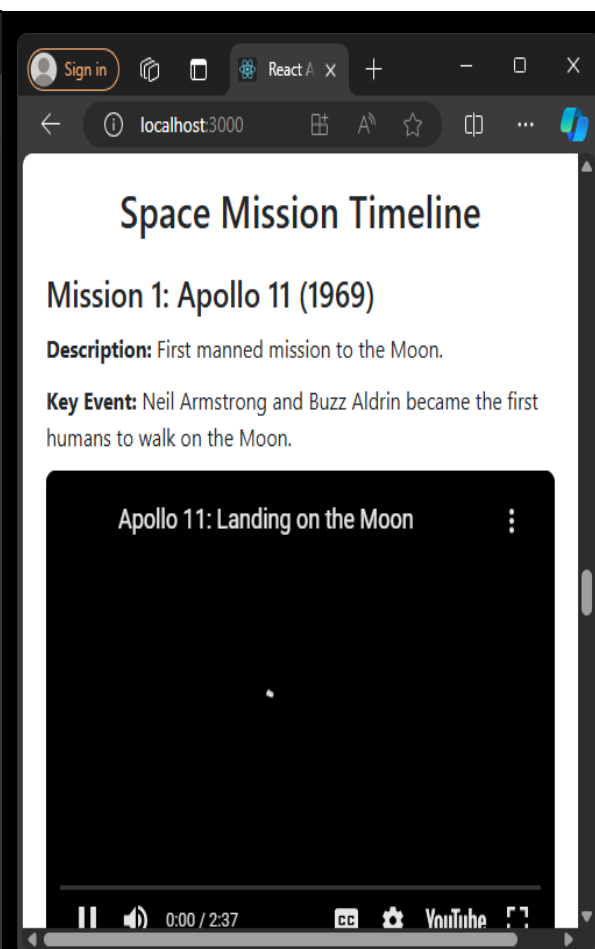 Sign in
React A
localhost:3000
Space Mission Timeline
Mission 1: Apollo 11 (1969)
Description: First manned mission to the Moon.
Key Event: Neil Armstrong and Buzz Aldrin became the first
humans to walk on the Moon.
Apollo 11: Landing on the Moon
0:00 / 2:37
CC
YouTube